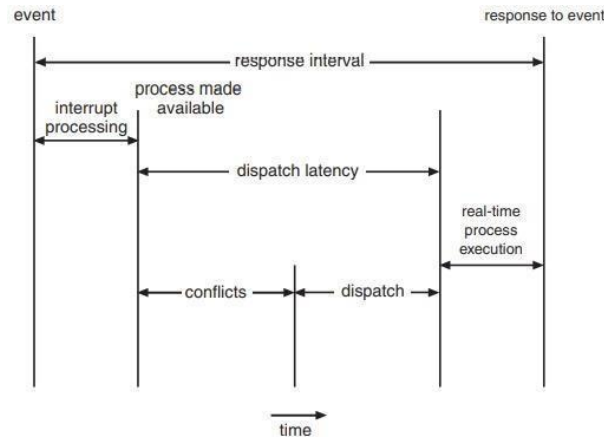 event
response to event
response interval
process made
available
interrupt
processing
dispatch latency
real-time
process
execution
conflicts
dispatch
time